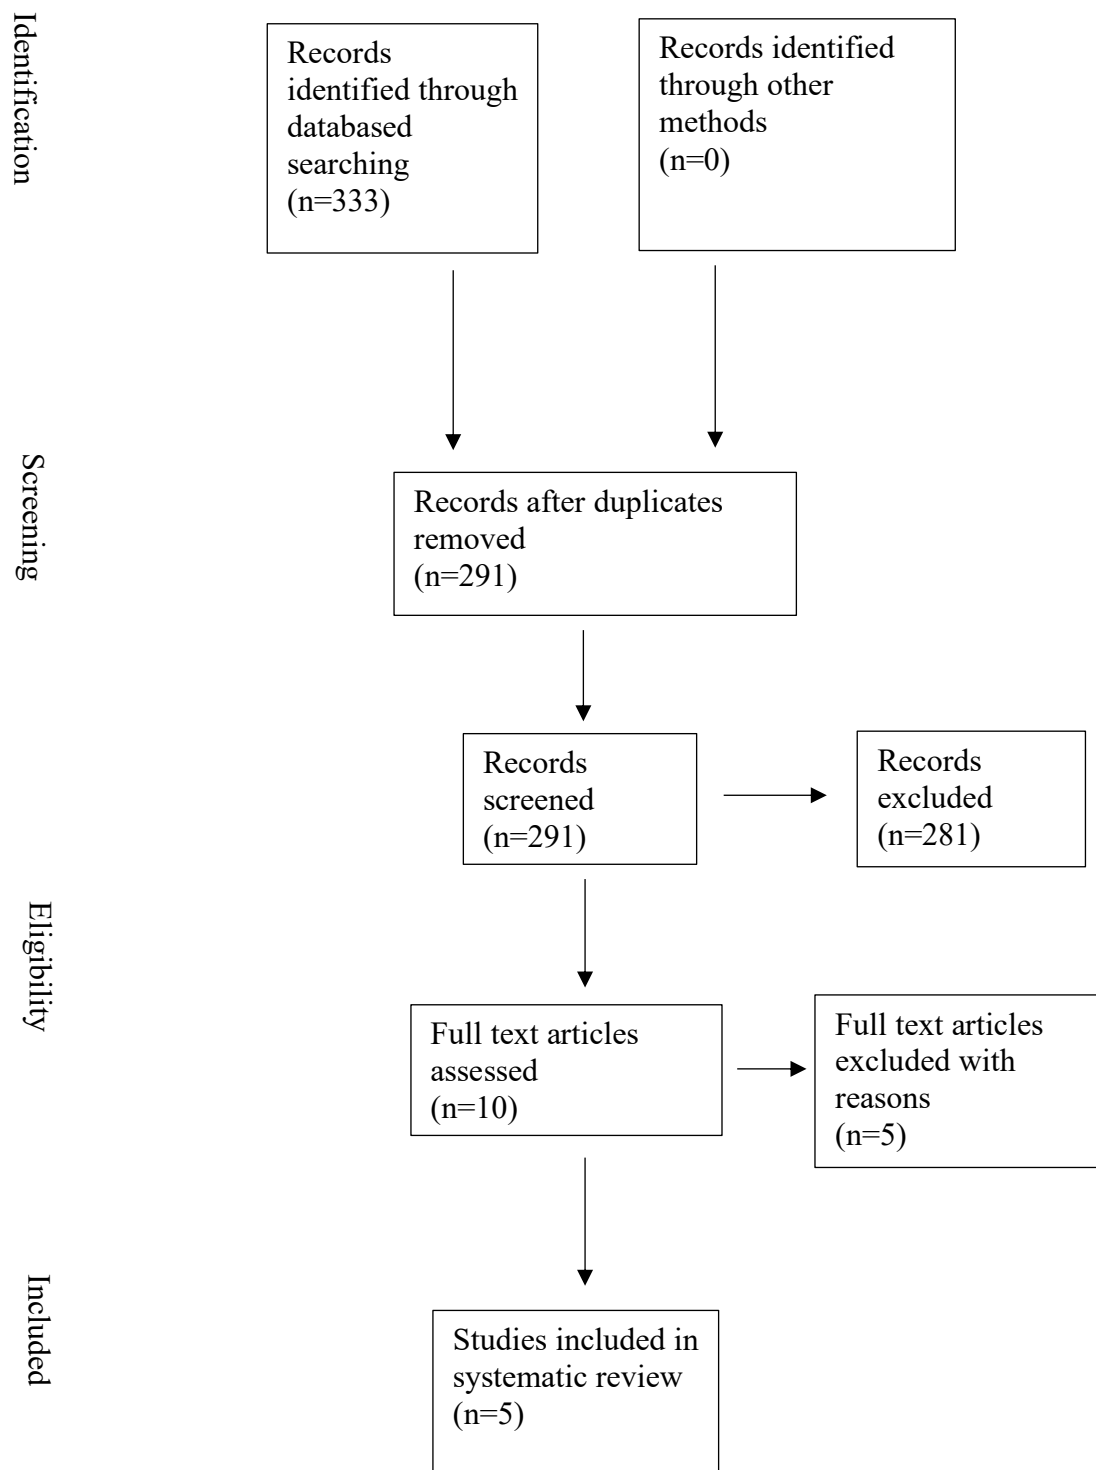 Identification
Records
identified through
databased
searching
(n=333)
Records identified
through other
methods
(n=0)
Screening
Records after duplicates
removed
(n=291)
Records
screened
(n=291)
Records
excluded
(n=281)
Eligibility
Full text articles
assessed
(n=10)
Full text articles
excluded with
reasons
(n=5)
Included
Studies included in
systematic review
(n=5)